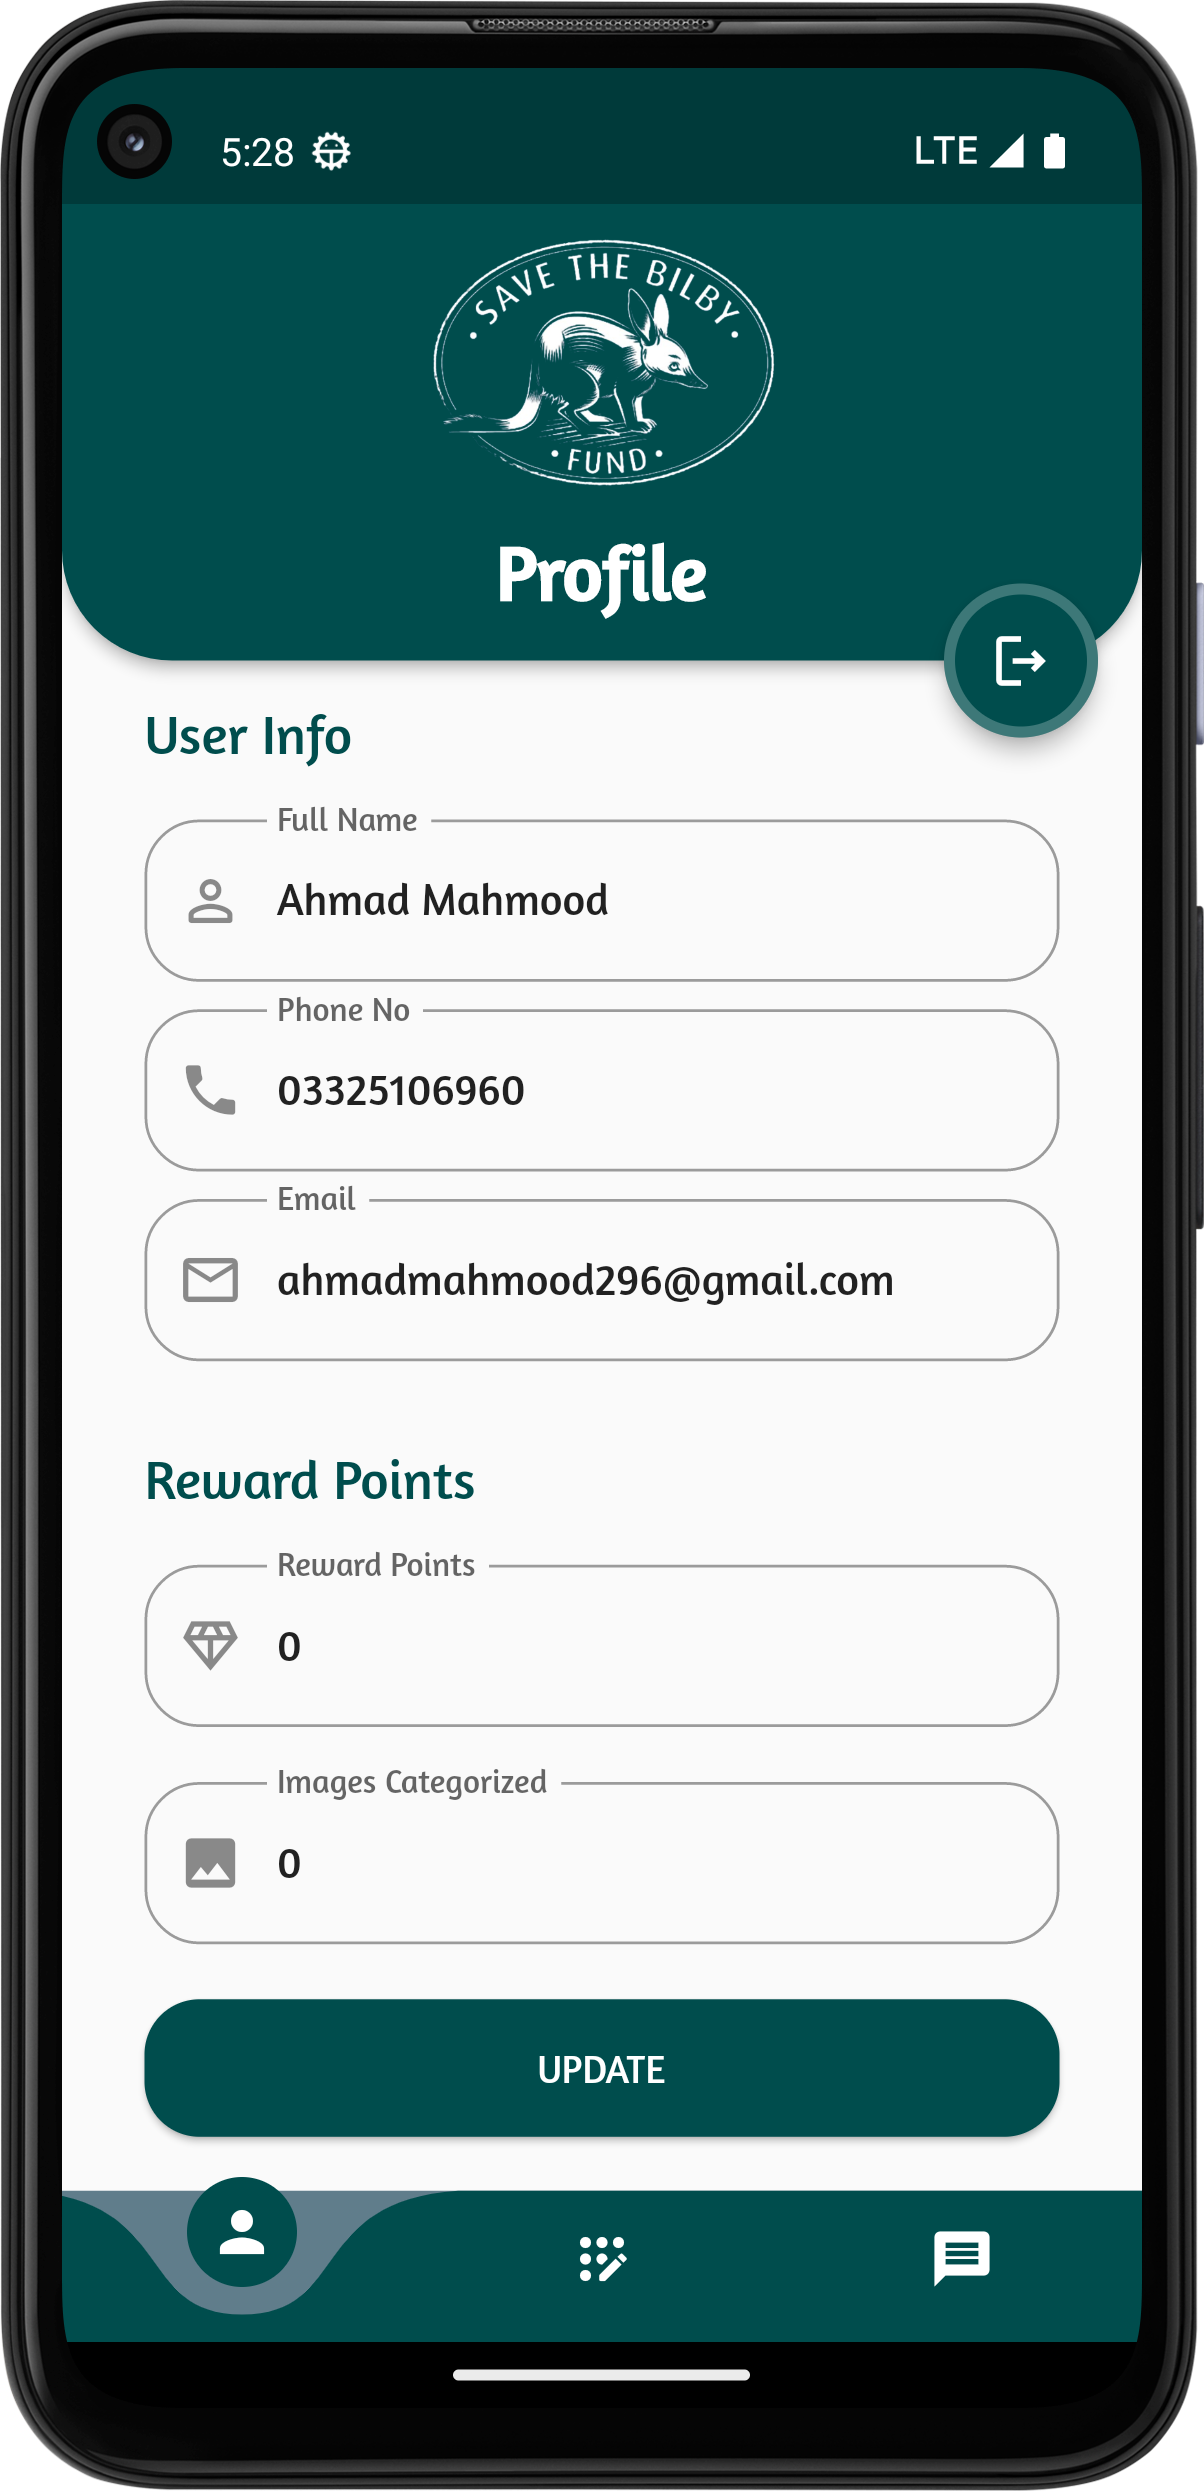 5:28
LTE
SAVE THE BILBY
FUND
Profile
User Info
Full Name
Ahmad Mahmood
Phone No
03325106960
Email
ahmadmahmood296@gmail.com
Reward Points
Reward Points
0
Images Categorized
0
UPDATE